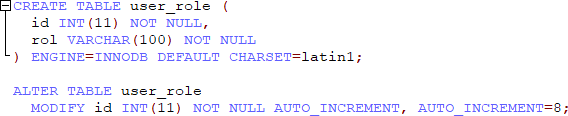 CREATE TABLE user_role (
id INT(11) NOT NULL,
rol VARCHAR(100) NOT NULL
) ENGINE=INNODB DEFAULT CHARSET=latin1;
ALTER TABLE user_role
MODIFY id INT(11) NOT NULL AUTO_INCREMENT, AUTO_INCREMENT=8;